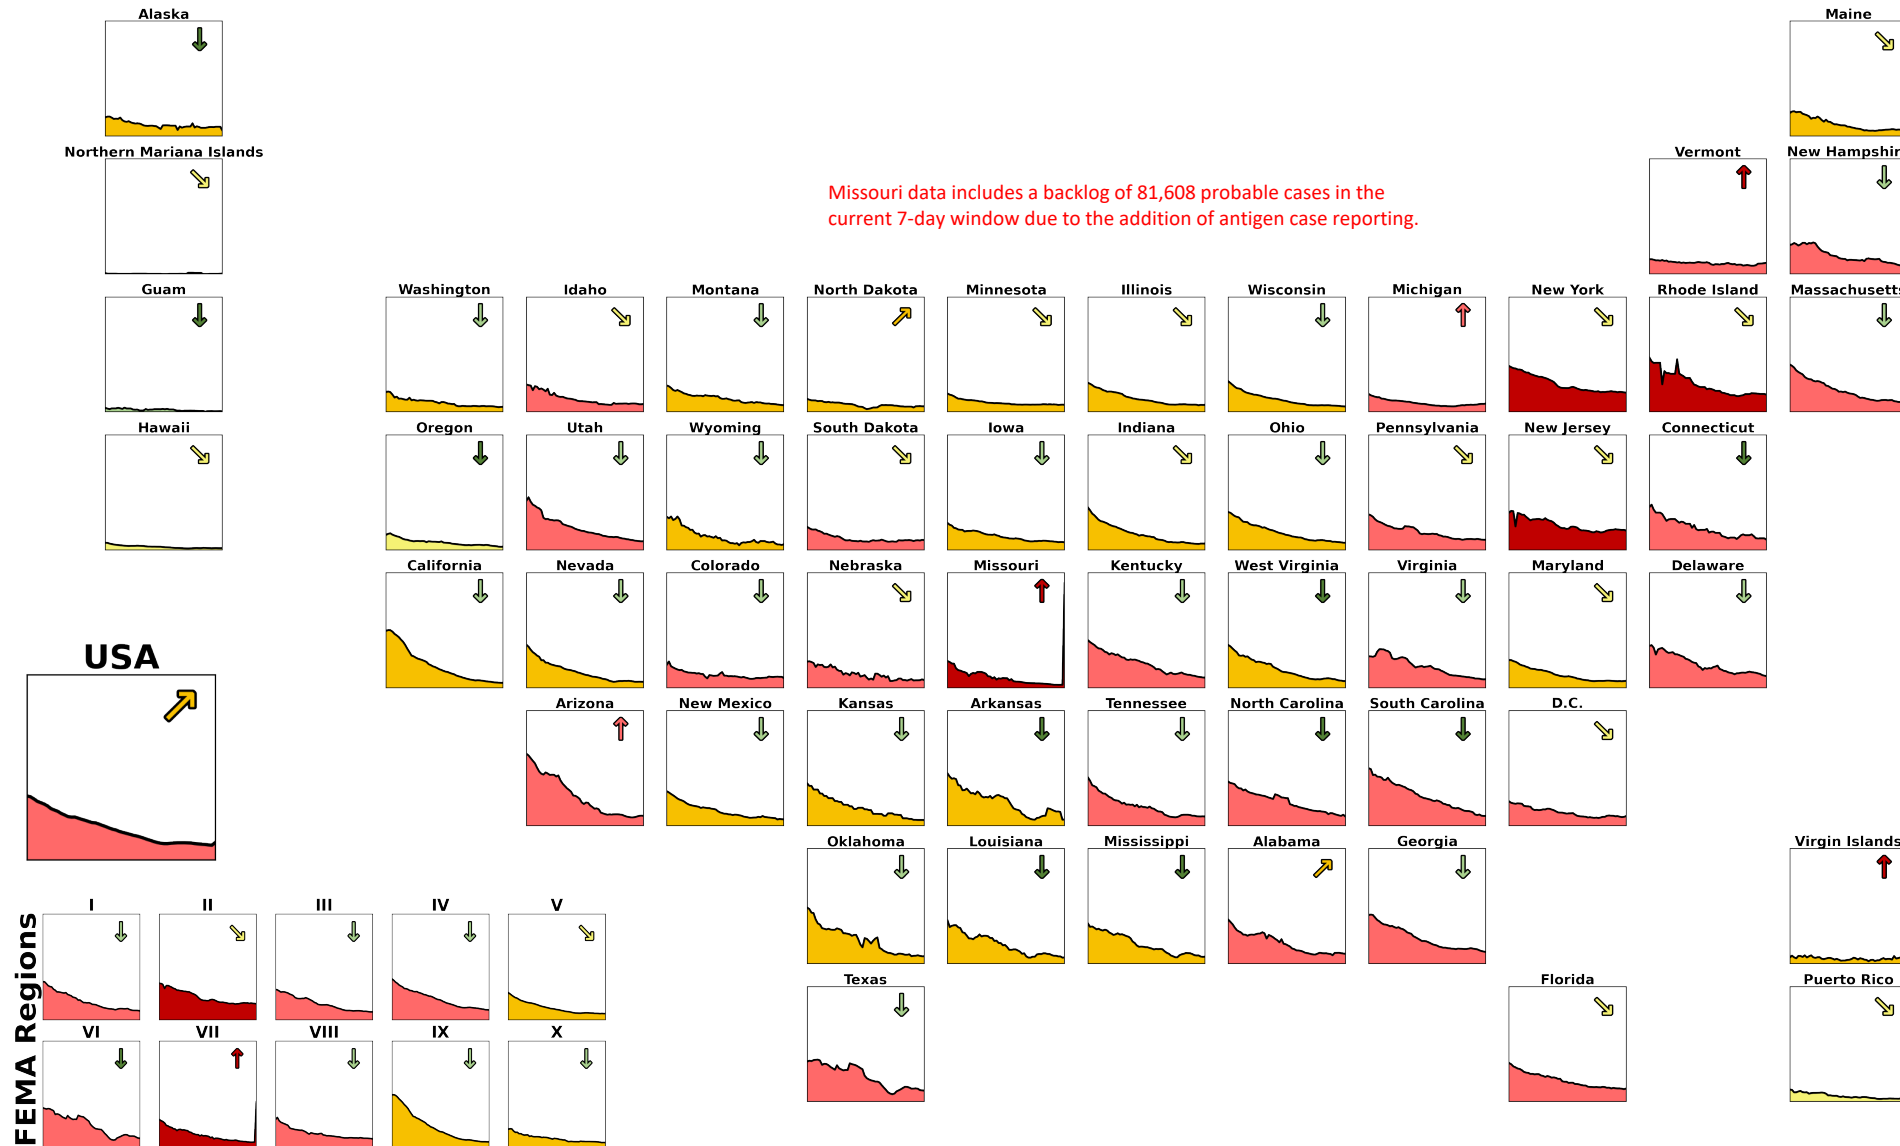 Alaska
Maine
Northern Mariana Islands
Vermont
New Hampshir
Missouri data includes a backlog of 81,608 probable cases in the
current 7-day window due to the addition of antigen case reporting.
Guam
Washington
Idaho
Montana
North Dakota
Minnesota
Illinois
Wisconsin
Michigan
New York
Rhode Island
Massachusetts
Hawaii
Oregon
Utah
Wyoming
South Dakota
Iowa
Indiana
Ohio
Pennsylvania
New Jersey
Connecticut
California
Nevada
Colorado
Nebraska
Missouri
Kentucky
West Virginia
Virginia
Maryland
Delaware
USA
Arizona
New Mexico
Kansas
Arkansas
Tennessee
North Carolina
South Carolina
D.C.
Oklahoma
Louisiana
Mississippi
Alabama
Georgia
Virgin Islands
FEMA Regions
I
II
III
IV
V
Texas
Florida
Puerto Rico
VI
VII
VIII
IX
X